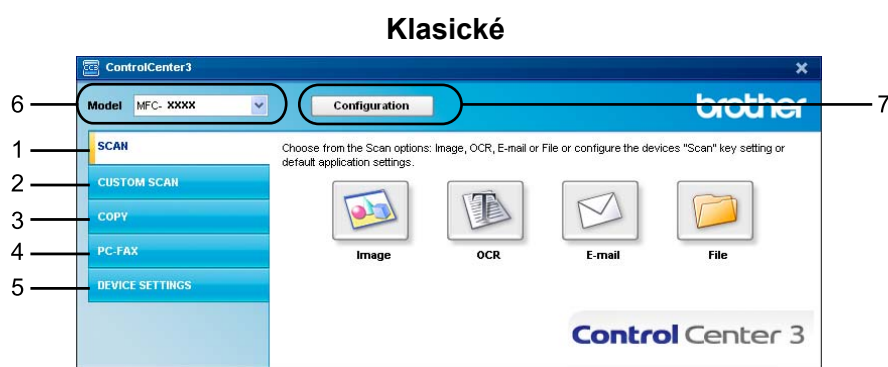 Klasické
ControlCenter3
6 Model MFC- XXXX Configuration brother 7
1 SCAN
Choose from the Scan options: Image, OCR, E-mail or File or configure the devices "Scan" key setting or
default application settings.
2 CUSTOM SCAN
3 COPY
4 PC-FAX
5 DEVICE SETTINGS
Image OCR E-mail File
Control Center 3